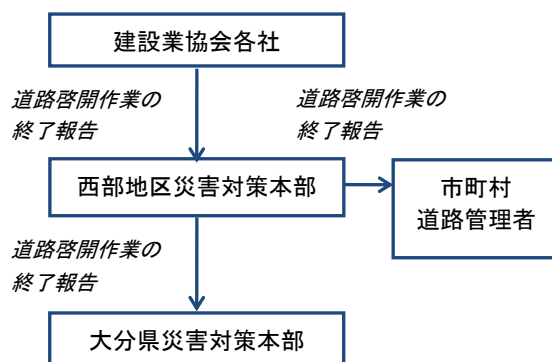 建設業協会各社
道路啓開作業の
終了報告
道路啓開作業の
終了報告
西部地区災害対策本部
市町村
道路管理者
道路啓開作業の
終了報告
大分県災害対策本部